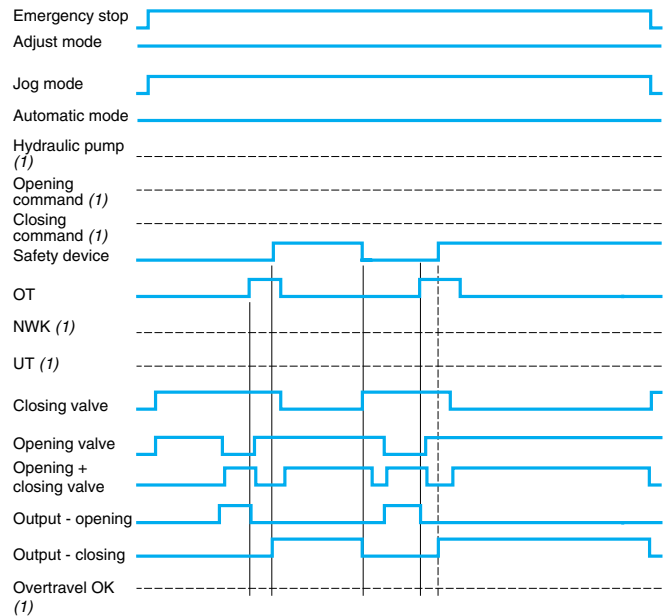 Emergency stop
Adjust mode
Jog mode
Automatic mode
Hydraulic pump
(1)
Opening
command (1)
Closing
command (1)
Safety device
OT
NWK (1)
UT (1)
Closing valve
Opening valve
Opening +
closing valve
Output - opening
Output - closing
Overtravel OK
(1)